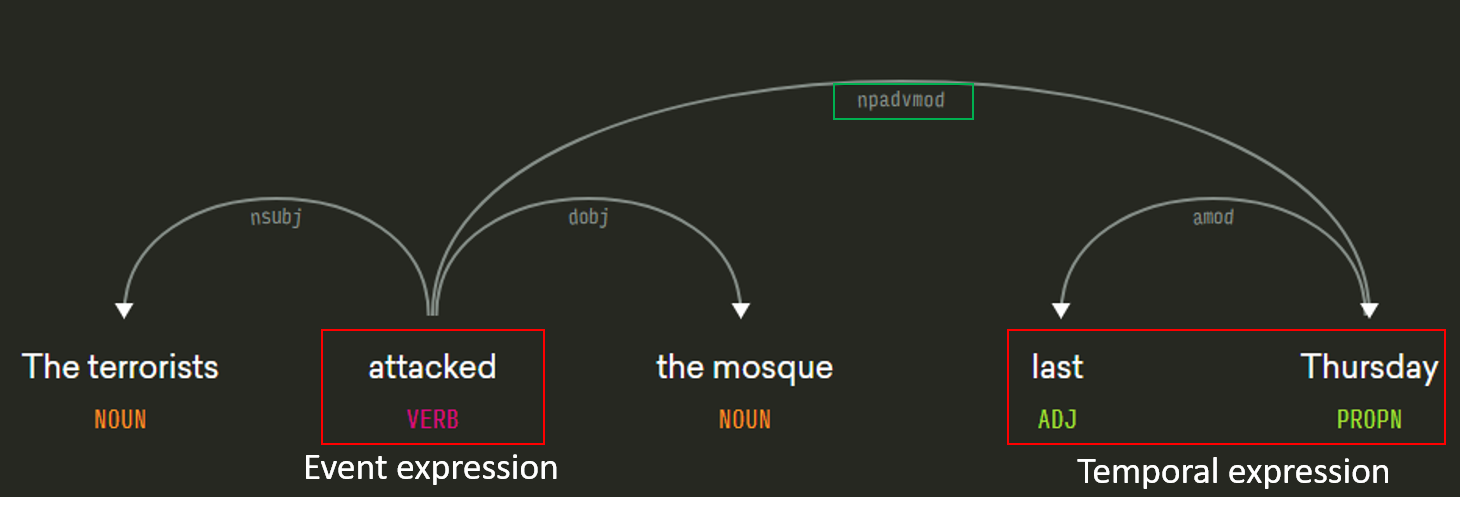 npadvmod
nsubj dobj amod
The terrorists attacked the mosque last Thursday
NOUN VERB NOUN ADJ PROPN
Event expression Temporal expression